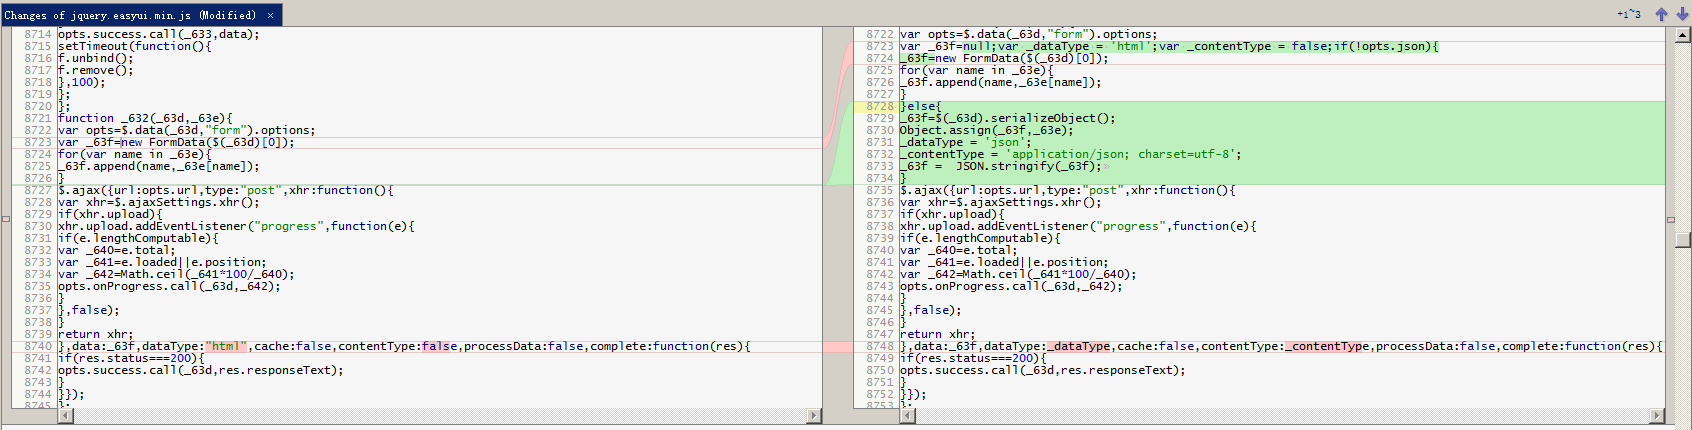 Changes of jquery.easyui.min.js (Modified) ×
+1~3
8714 opts.success.call(_633,data);
8715 setTimeout(function(){
8716 f.unbind();
8717 f.remove();
8718 },100);
8719 };
8720 };
8721 function _632(_63d,_63e){
8722 var opts=$.data(_63d,"form").options;
8723 var _63f=new FormData($(_63d)[0]);
8724 for(var name in _63e){
8725 _63f.append(name,_63e[name]);
8726 }
8727 $.ajax({url:opts.url,type:"post",xhr:function(){
8728 var xhr=$.ajaxSettings.xhr();
8729 if(xhr.upload){
8730 xhr.upload.addEventListener("progress",function(e){
8731 if(e.lengthComputable){
8732 var _640=e.total;
8733 var _641=e.loaded||e.position;
8734 var _642=Math.ceil(_641*100/_640);
8735 opts.onProgress.call(_63d,_642);
8736 }
8737 },false);
8738 }
8739 return xhr;
8740 },data:_63f,dataType:"html",cache:false,contentType:false,processData:false,complete:function(res){
8741 if(res.status===200){
8742 opts.success.call(_63d,res.responseText);
8743 }
8744 }});
8745 };
8722 var opts=$.data(_63d,"form").options;
8723 var _63f=null;var _dataType = 'html';var _contentType = false;if(!opts.json){
8724 _63f=new FormData($(_63d)[0]);
8725 for(var name in _63e){
8726 _63f.append(name,_63e[name]);
8727 }
8728 }else{
8729 _63f=$(_63d).serializeObject();
8730 Object.assign(_63f,_63e);
8731 _dataType = 'json';
8732 _contentType = 'application/json; charset=utf-8';
8733 _63f =  JSON.stringify(_63f);
8734 }
8735 $.ajax({url:opts.url,type:"post",xhr:function(){
8736 var xhr=$.ajaxSettings.xhr();
8737 if(xhr.upload){
8738 xhr.upload.addEventListener("progress",function(e){
8739 if(e.lengthComputable){
8740 var _640=e.total;
8741 var _641=e.loaded||e.position;
8742 var _642=Math.ceil(_641*100/_640);
8743 opts.onProgress.call(_63d,_642);
8744 }
8745 },false);
8746 }
8747 return xhr;
8748 },data:_63f,dataType:_dataType,cache:false,contentType:_contentType,processData:false,complete:function(res){
8749 if(res.status===200){
8750 opts.success.call(_63d,res.responseText);
8751 }
8752 }});
8753 };